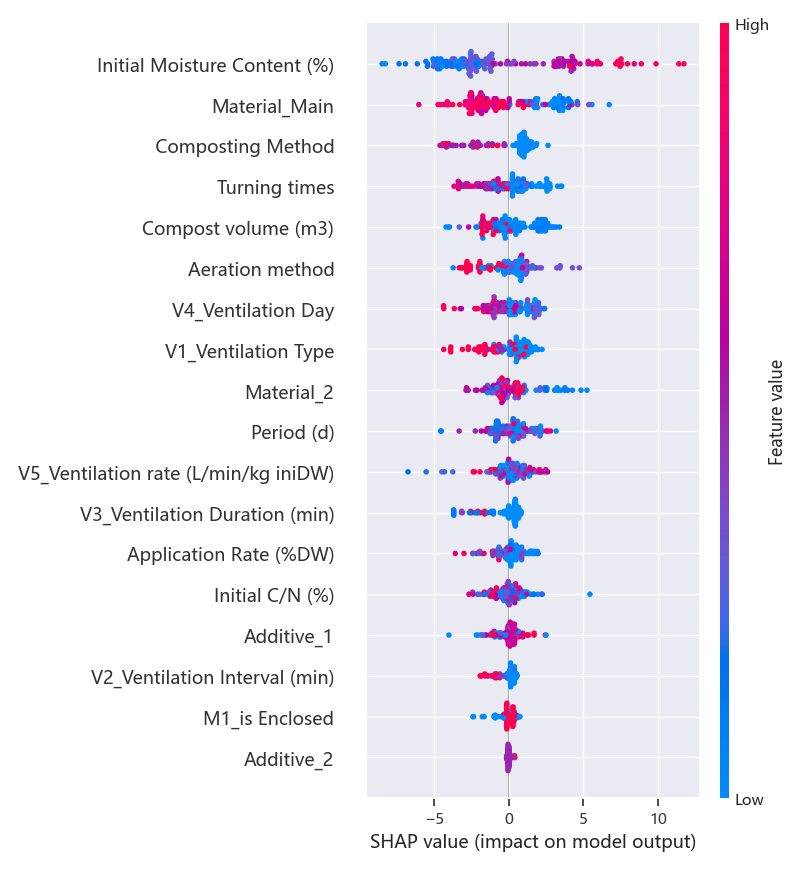 High
Initial Moisture Content (%)
Material_Main
Composting Method
Turning times
Compost volume (m3)
Aeration method
V4_Ventilation Day
V1_Ventilation Type
Material_2
Period (d)
V5_Ventilation rate (L/min/kg iniDW)
V3_Ventilation Duration (min)
Application Rate (%DW)
Initial C/N (%)
Additive_1
V2_Ventilation Interval (min)
M1_is Enclosed
Additive_2
Feature value
Low
−5 0 5 10
SHAP value (impact on model output)